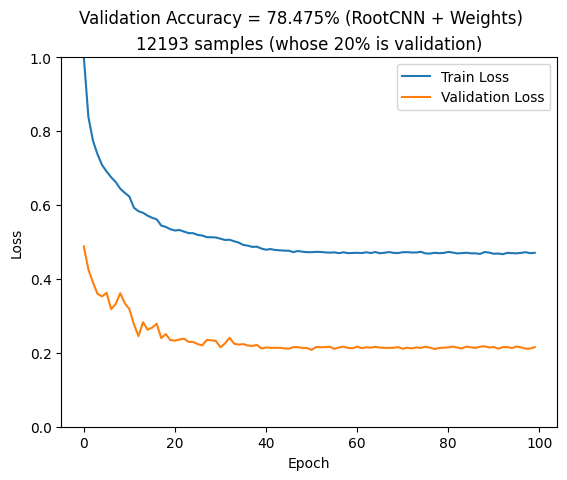 Validation Accuracy = 78.475% (RootCNN + Weights)
12193 samples (whose 20% is validation)
Train Loss
Validation Loss
Loss
1.0
0.8
0.6
0.4
0.2
0.0
0 20 40 60 80 100
Epoch